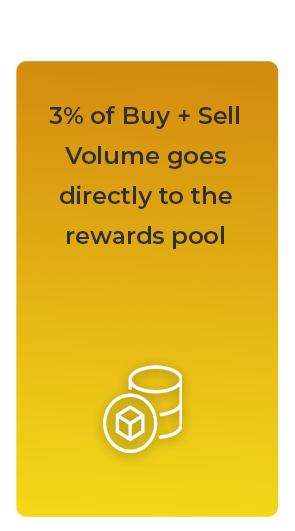 3% of Buy + Sell
Volume goes
directly to the
rewards pool